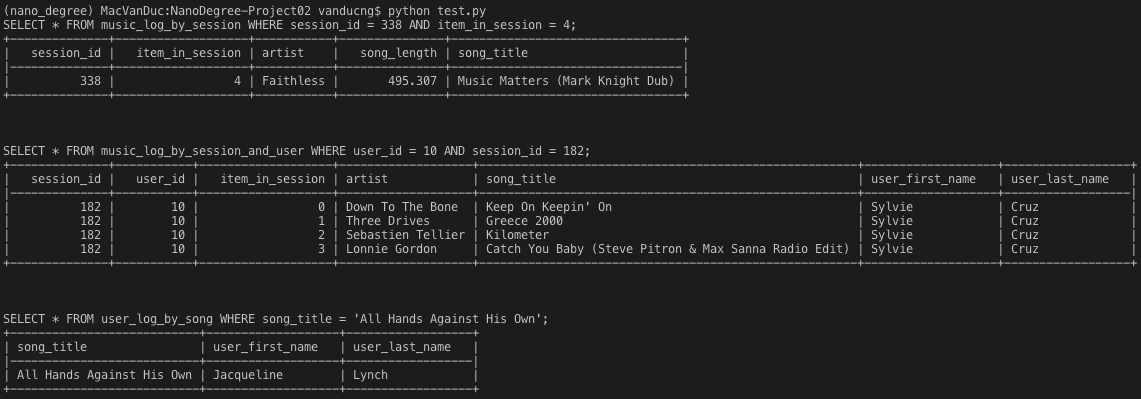 (nano_degree) MacVanDuc:NanoDegree-Project02 vanducng$ python test.py
SELECT * FROM music_log_by_session WHERE session_id = 338 AND item_in_session = 4;
| session_id | item_in_session | artist | song_length | song_title |
| 338 | 4 | Faithless | 495.307 | Music Matters (Mark Knight Dub) |
SELECT * FROM music_log_by_session_and_user WHERE user_id = 10 AND session_id = 182;
| session_id | user_id | item_in_session | artist | song_title | user_first_name | user_last_name |
| 182 | 10 | 0 | Down To The Bone | Keep On Keepin' On | Sylvie | Cruz |
| 182 | 10 | 1 | Three Drives | Greece 2000 | Sylvie | Cruz |
| 182 | 10 | 2 | Sebastien Tellier | Kilometer | Sylvie | Cruz |
| 182 | 10 | 3 | Lonnie Gordon | Catch You Baby (Steve Pitron & Max Sanna Radio Edit) | Sylvie | Cruz |
SELECT * FROM user_log_by_song WHERE song_title = 'All Hands Against His Own';
| song_title | user_first_name | user_last_name |
| All Hands Against His Own | Jacqueline | Lynch |